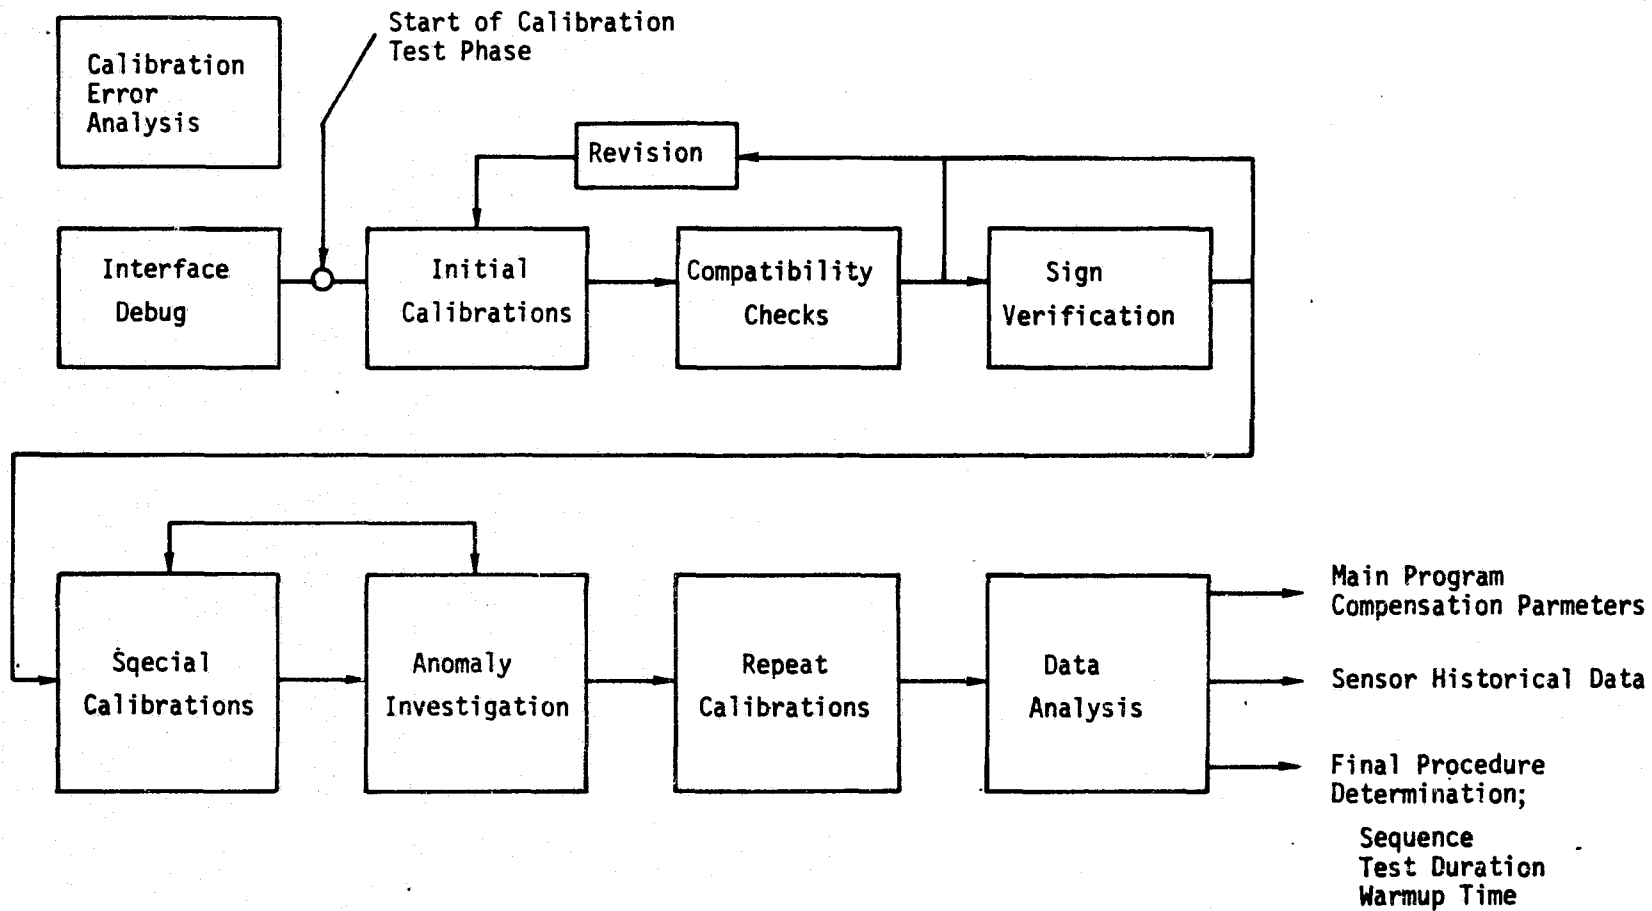 Start of Calibration
Test Phase
Calibration
Error
Analysis
Revision
Interface
Debug
Initial
Calibrations
Compatibility
Checks
Sign
Verification
Sqecial
Calibrations
Anomaly
Investigation
Repeat
Calibrations
Data
Analysis
Main Program
Compensation Parmeters
Sensor Historical Data
Final Procedure
Determination;
Sequence
Test Duration
Warmup Time